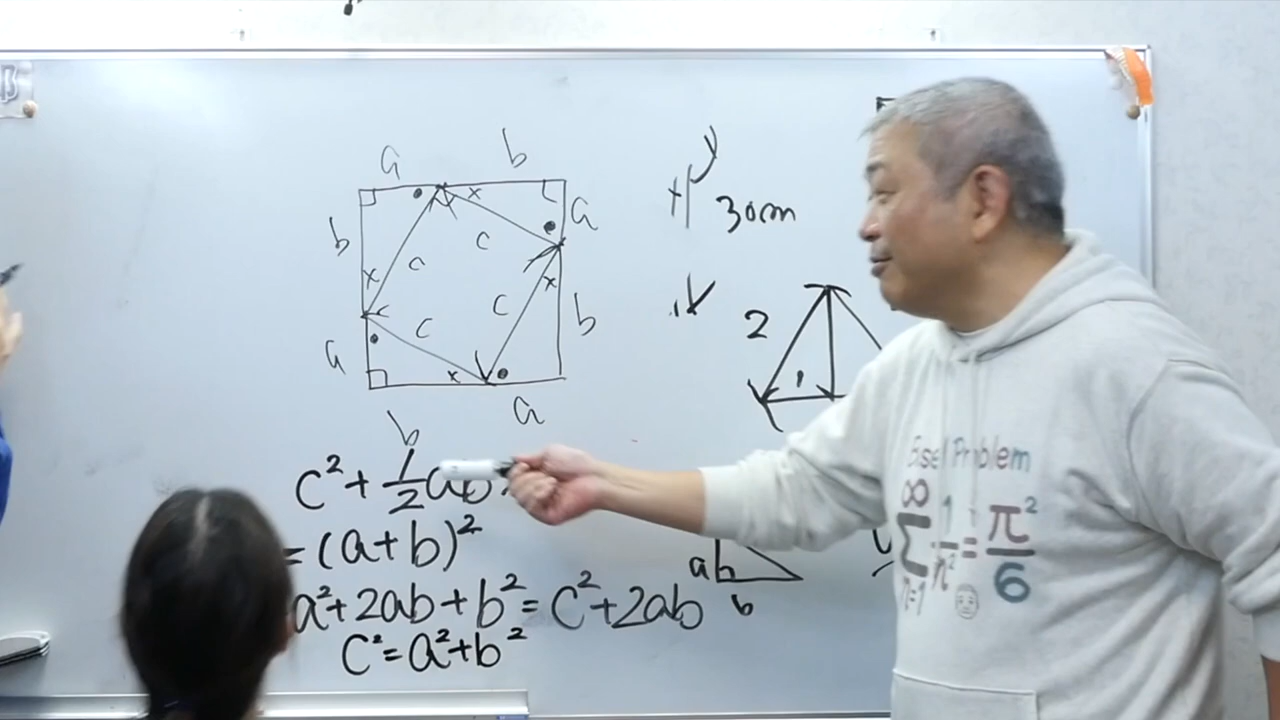 a b
b a
c c
x x
30cm
c c
a b
2
1
b a
c² + 1/2 ab
= (a+b)²
a²+2ab+b² = c²+2ab
c² = a²+b²
a
b
Basel Problem
∞
∑ 1/n² = π²/6
n=1